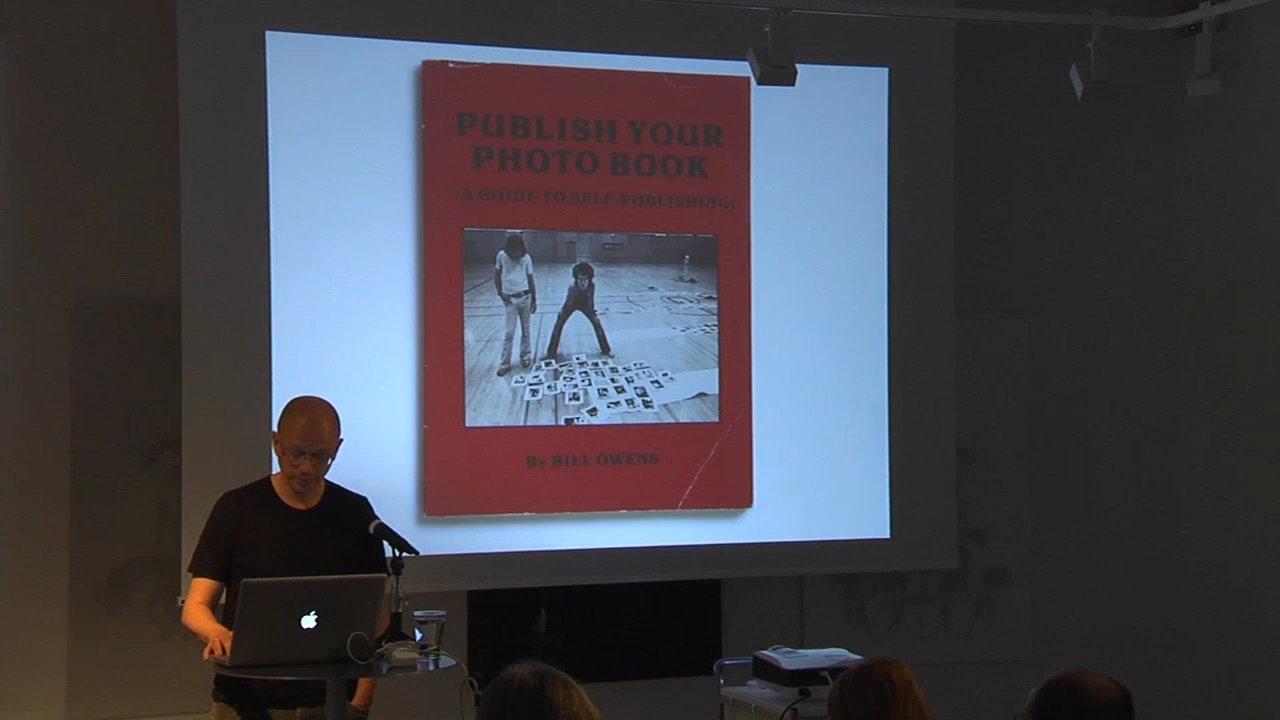 PUBLISH YOUR
PHOTO BOOK
(A GUIDE TO SELF-PUBLISHING)
By BILL OWENS